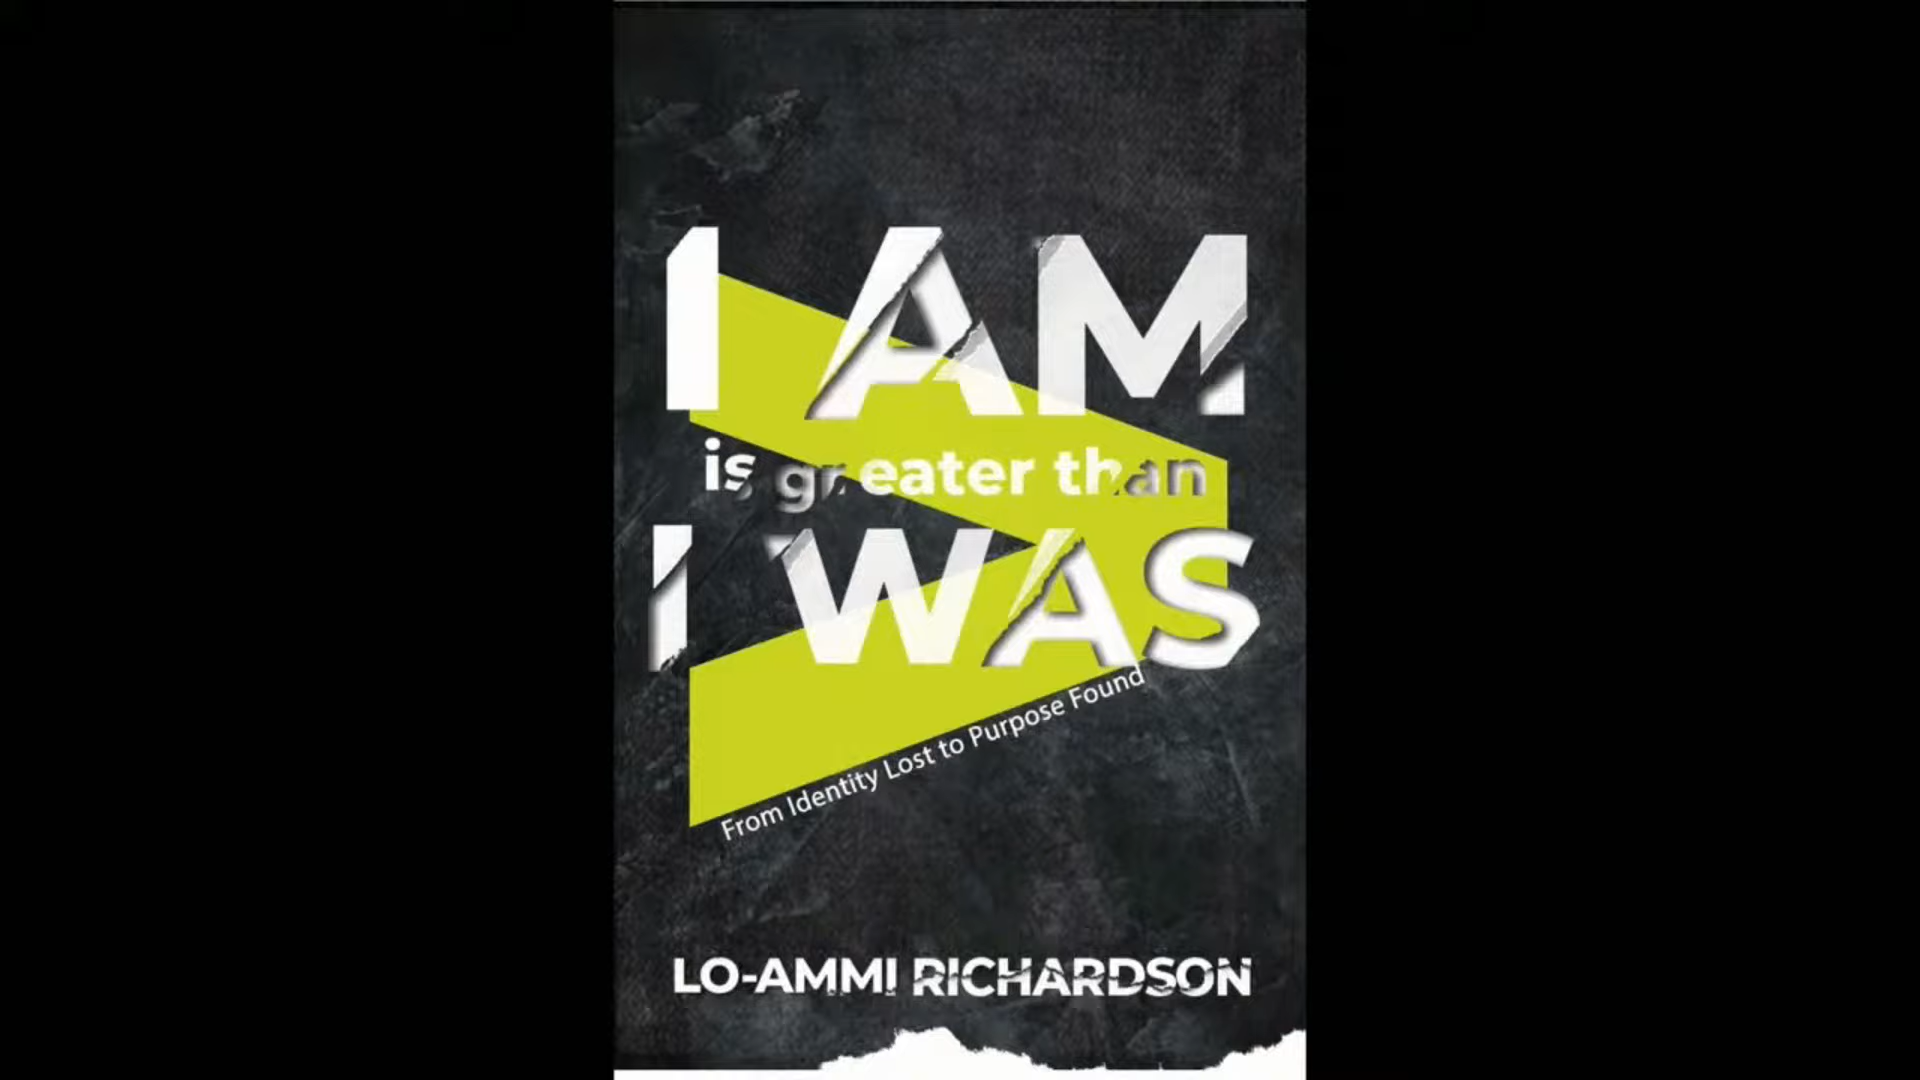 I AM
is greater than
I WAS
From Identity Lost to Purpose Found
LO-AMMI RICHARDSON